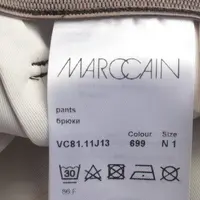 MARCCAIN
pants
брюки
Colour Size
VC81.11J13 699 N 1
30